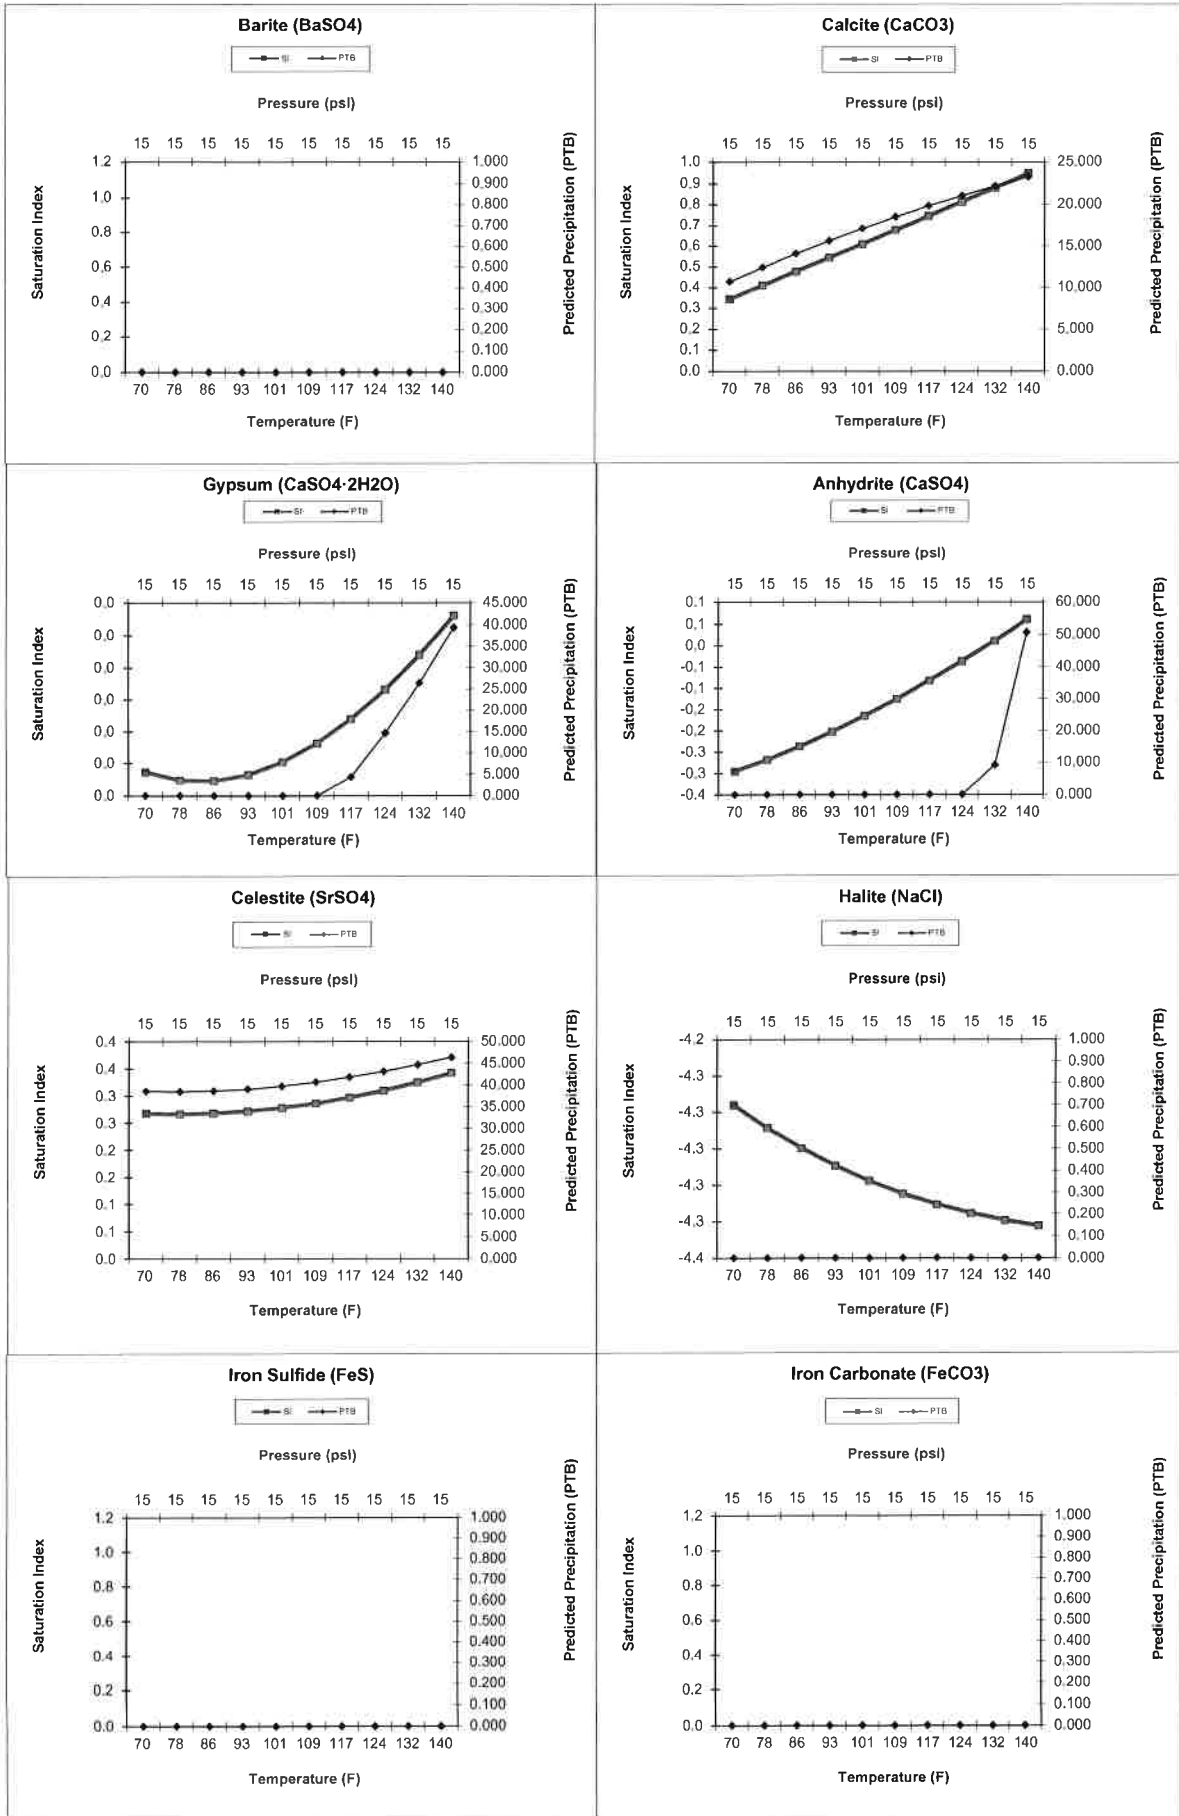 Barite (BaSO4)
SI PTB
Pressure (psi)
15 15 15 15 15 15 15 15 15 15
1.2
1.0
0.8
0.6
0.4
0.2
0.0
Saturation Index
1.000
0.900
0.800
0.700
0.600
0.500
0.400
0.300
0.200
0.100
0.000
Predicted Precipitation (PTB)
70 78 86 93 101 109 117 124 132 140
Temperature (F)
Calcite (CaCO3)
SI PTB
Pressure (psi)
15 15 15 15 15 15 15 15 15 15
1.0
0.9
0.8
0.7
0.6
0.5
0.4
0.3
0.2
0.1
0.0
Saturation Index
25.000
20.000
15.000
10.000
5.000
0.000
Predicted Precipitation (PTB)
70 78 86 93 101 109 117 124 132 140
Temperature (F)
Gypsum (CaSO4·2H2O)
SI PTB
Pressure (psi)
15 15 15 15 15 15 15 15 15 15
0.0
0.0
0.0
0.0
0.0
0.0
0.0
Saturation Index
45.000
40.000
35.000
30.000
25.000
20.000
15.000
10.000
5.000
0.000
Predicted Precipitation (PTB)
70 78 86 93 101 109 117 124 132 140
Temperature (F)
Anhydrite (CaSO4)
SI PTB
Pressure (psi)
15 15 15 15 15 15 15 15 15 15
0.1
0.1
0.0
-0.1
-0.1
-0.2
-0.2
-0.3
-0.3
-0.4
Saturation Index
60.000
50.000
40.000
30.000
20.000
10.000
0.000
Predicted Precipitation (PTB)
70 78 86 93 101 109 117 124 132 140
Temperature (F)
Celestite (SrSO4)
SI PTB
Pressure (psi)
15 15 15 15 15 15 15 15 15 15
0.4
0.4
0.3
0.3
0.2
0.2
0.1
0.1
0.0
Saturation Index
50.000
45.000
40.000
35.000
30.000
25.000
20.000
15.000
10.000
5.000
0.000
Predicted Precipitation (PTB)
70 78 86 93 101 109 117 124 132 140
Temperature (F)
Halite (NaCl)
SI PTB
Pressure (psi)
15 15 15 15 15 15 15 15 15 15
-4.2
-4.3
-4.3
-4.3
-4.3
-4.3
-4.4
Saturation Index
1.000
0.900
0.800
0.700
0.600
0.500
0.400
0.300
0.200
0.100
0.000
Predicted Precipitation (PTB)
70 78 86 93 101 109 117 124 132 140
Temperature (F)
Iron Sulfide (FeS)
SI PTB
Pressure (psi)
15 15 15 15 15 15 15 15 15 15
1.2
1.0
0.8
0.6
0.4
0.2
0.0
Saturation Index
1.000
0.900
0.800
0.700
0.600
0.500
0.400
0.300
0.200
0.100
0.000
Predicted Precipitation (PTB)
70 78 86 93 101 109 117 124 132 140
Temperature (F)
Iron Carbonate (FeCO3)
SI PTB
Pressure (psi)
15 15 15 15 15 15 15 15 15 15
1.2
1.0
0.8
0.6
0.4
0.2
0.0
Saturation Index
1.000
0.900
0.800
0.700
0.600
0.500
0.400
0.300
0.200
0.100
0.000
Predicted Precipitation (PTB)
70 78 86 93 101 109 117 124 132 140
Temperature (F)